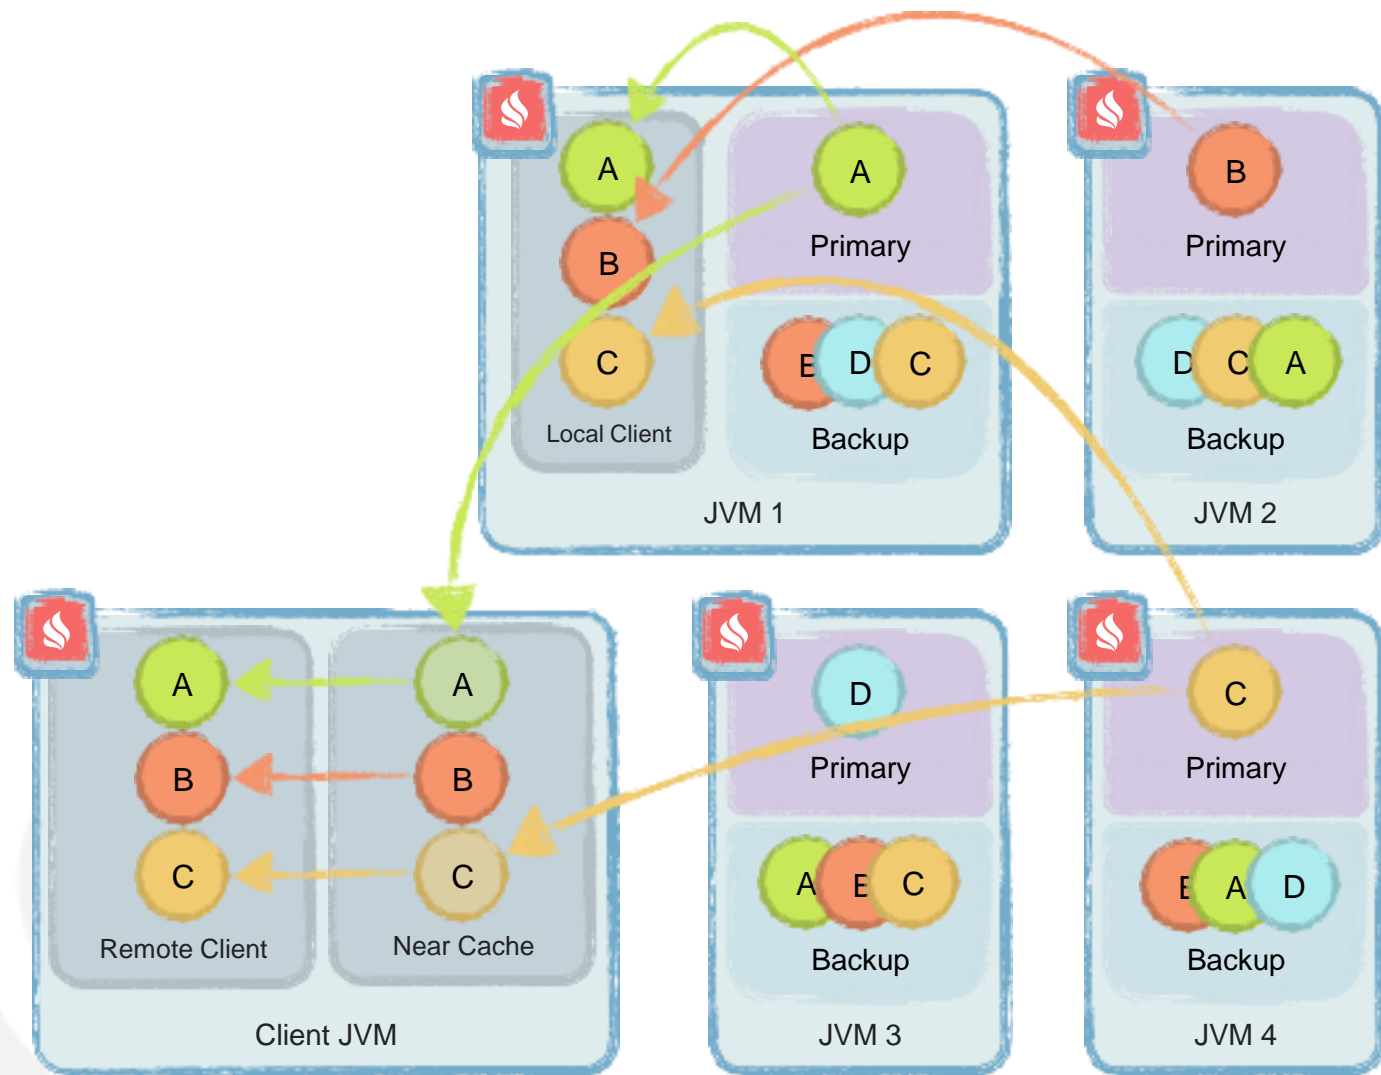 A
B
C
Local Client
A
Primary
B
D
C
Backup
JVM 1
B
Primary
D
C
A
Backup
JVM 2
A
B
C
Remote Client
A
B
C
Near Cache
Client JVM
D
Primary
A
B
C
Backup
JVM 3
C
Primary
B
A
D
Backup
JVM 4